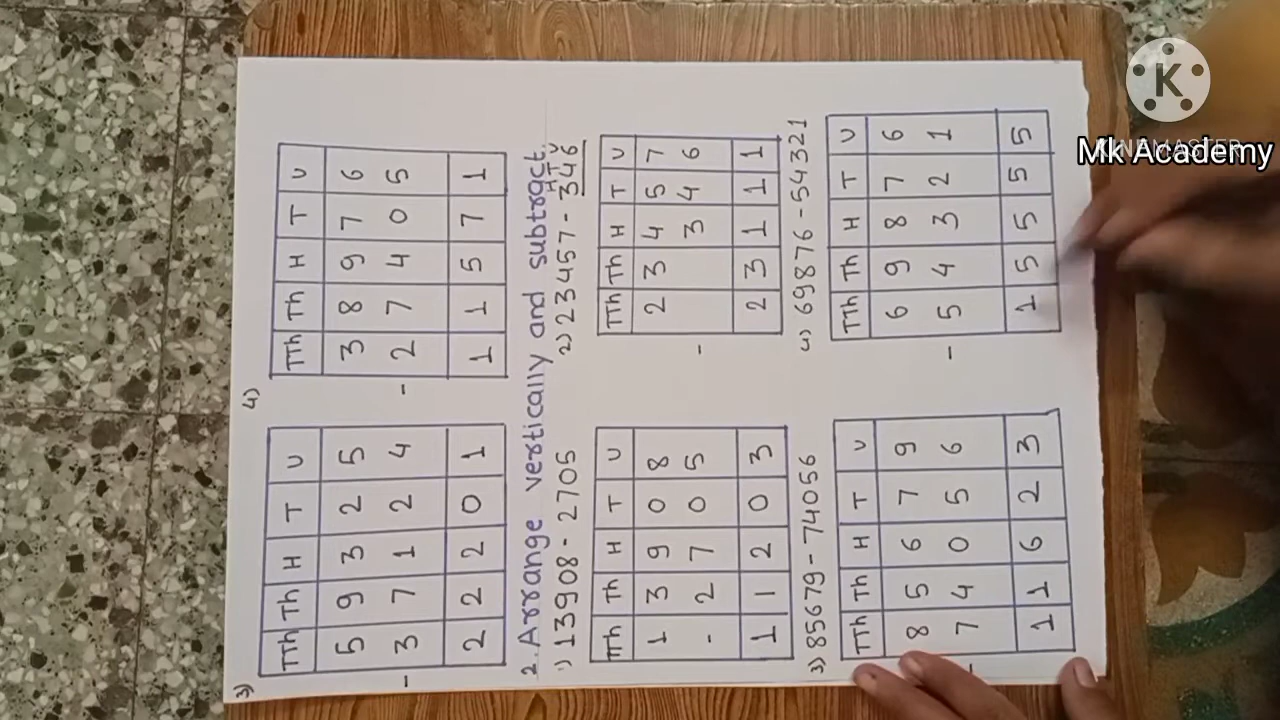 3)
TTh Th H T U
5 9 3 2 5
- 3 7 1 2 4
2 2 2 0 1
4)
TTh Th H T U
3 8 9 7 6
- 2 7 4 0 5
1 1 5 7 1
2. Arrange vertically and subtract.
1) 13908 - 2705
TTh Th H T U
1 3 9 0 8
- 2 7 0 5
1 1 2 0 3
H T U
2) 23457 - 346
TTh Th H T U
2 3 4 5 7
- 3 4 6
2 3 1 1 1
3) 85679 - 74056
TTh Th H T U
8 5 6 7 9
- 7 4 0 5 6
1 1 6 2 3
4) 69876 - 54321
TTh Th H T U
6 9 8 7 6
- 5 4 3 2 1
1 5 5 5 5
K
KINEMASTER
Mk Academy